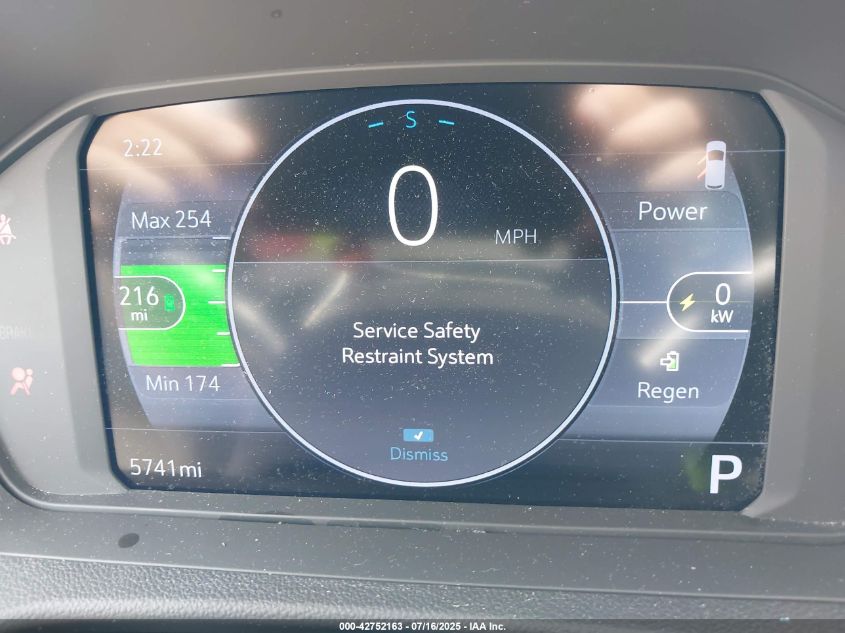 S
2:22
0
MPH
Max 254
Power
216
mi
0
kW
Service Safety
Restraint System
Min 174
Regen
Dismiss
5741mi
P
BRAKE
000-42752163 - 07/16/2025 - IAA Inc.